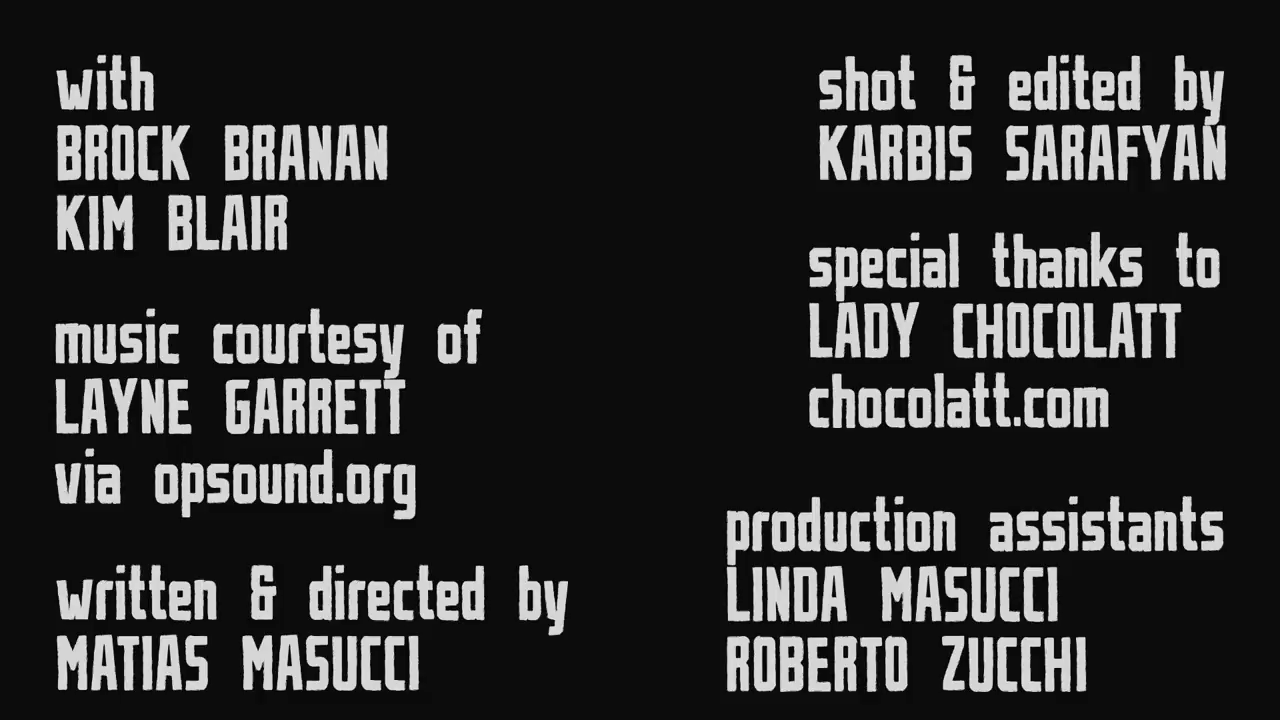 with
BROCK BRANAN
KIM BLAIR
music courtesy of
LAYNE GARRETT
via opsound.org
written & directed by
MATIAS MASUCCI
shot & edited by
KARBIS SARAFYAN
special thanks to
LADY CHOCOLATT
chocolatt.com
production assistants
LINDA MASUCCI
ROBERTO ZUCCHI